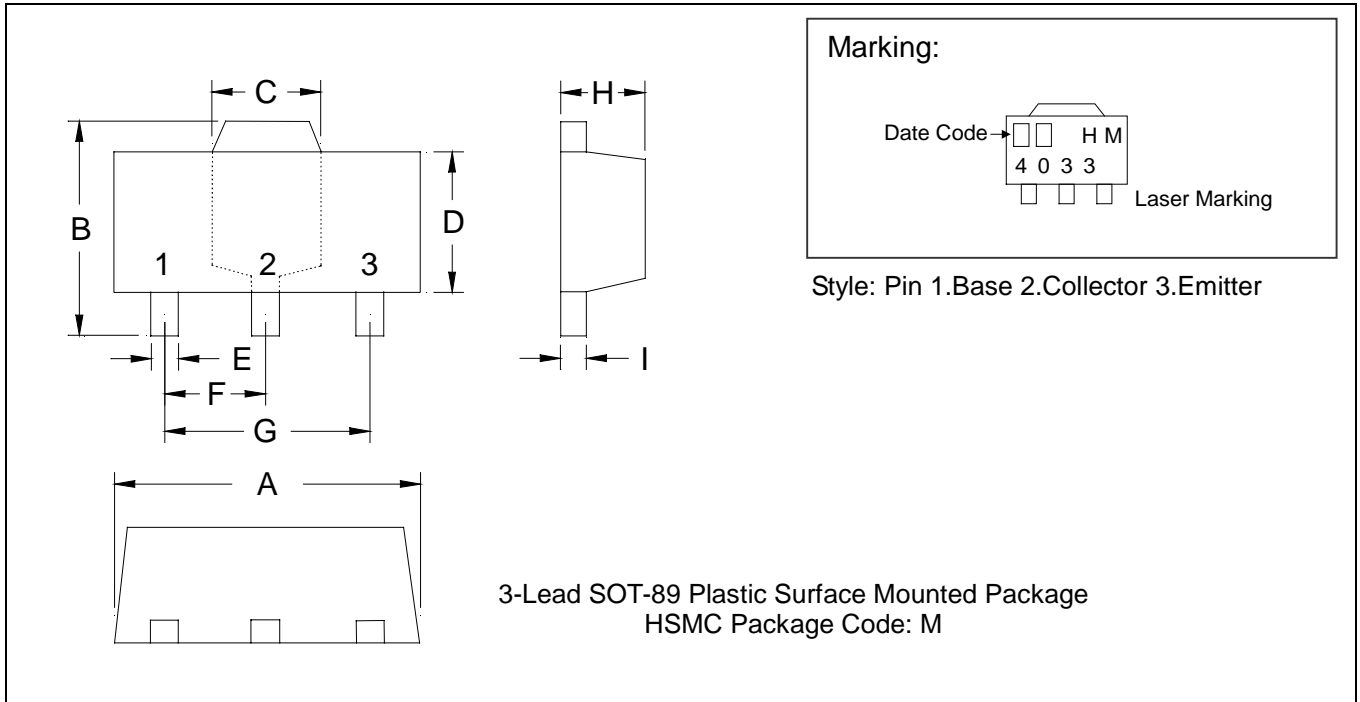 Marking:
C
H
Date Code
H M
4 0 3 3
Laser Marking
B
D
1 2 3
Style: Pin 1.Base 2.Collector 3.Emitter
E
I
F
G
A
3-Lead SOT-89 Plastic Surface Mounted Package
HSMC Package Code: M